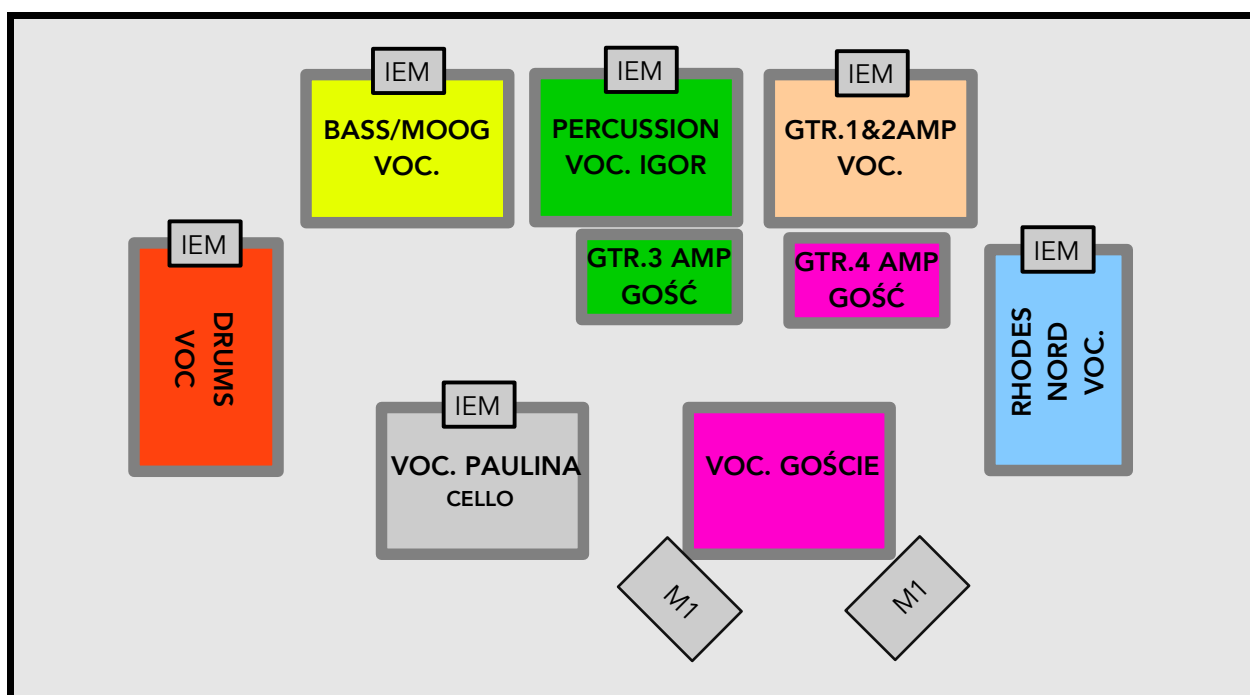 IEM
IEM
IEM
BASS/MOOG
VOC.
PERCUSSION
VOC. IGOR
GTR.1&2AMP
VOC.
IEM
GTR.3 AMP
GOŚĆ
GTR.4 AMP
GOŚĆ
IEM
DRUMS
VOC
RHODES
NORD
VOC.
IEM
VOC. PAULINA
CELLO
VOC. GOŚCIE
M1
M1